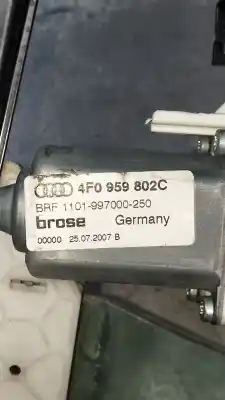 4F0 959 802C
BRF 1101-997000-250
brose Germany
00000 25.07.2007 B